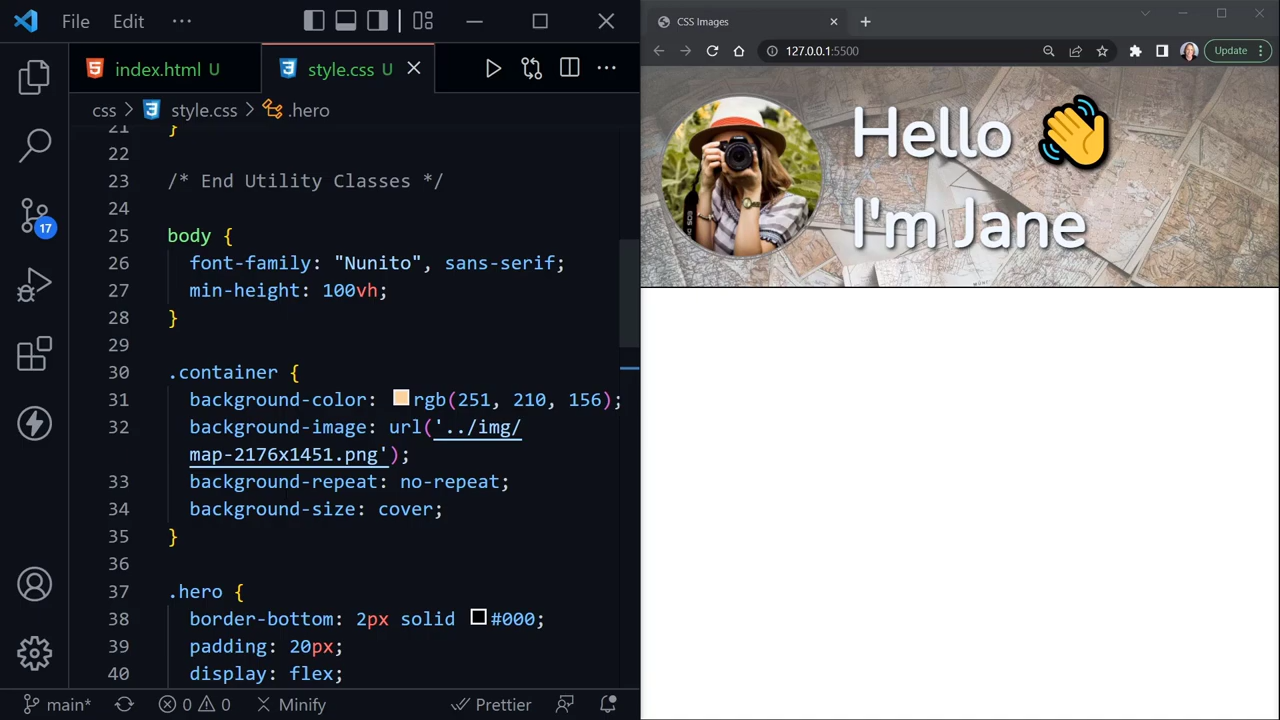 File Edit ...
index.html U
style.css U
css > style.css > .hero
21 }
22
23 /* End Utility Classes */
24
25 body {
26 font-family: "Nunito", sans-serif;
27 min-height: 100vh;
28 }
29
30 .container {
31 background-color: rgb(251, 210, 156);
32 background-image: url('../img/
map-2176x1451.png');
33 background-repeat: no-repeat;
34 background-size: cover;
35 }
36
37 .hero {
38 border-bottom: 2px solid #000;
39 padding: 20px;
40 display: flex;
17
main* 0 0 Minify Prettier
CSS Images
127.0.0.1:5500
Update
Hello
I'm Jane